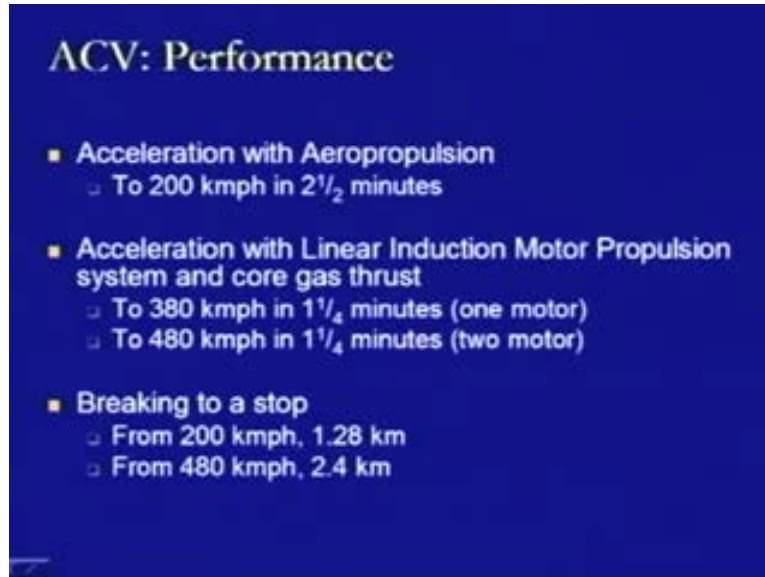 ACV: Performance
Acceleration with Aeropropulsion
To 200 kmph in 2 1/2 minutes
Acceleration with Linear Induction Motor Propulsion
system and core gas thrust
To 380 kmph in 1 1/4 minutes (one motor)
To 480 kmph in 1 1/4 minutes (two motor)
Breaking to a stop
From 200 kmph, 1.28 km
From 480 kmph, 2.4 km